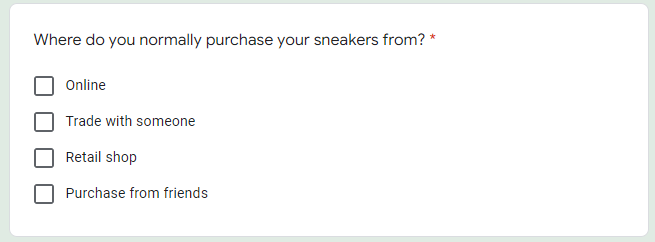 Where do you normally purchase your sneakers from? *
Online
Trade with someone
Retail shop
Purchase from friends